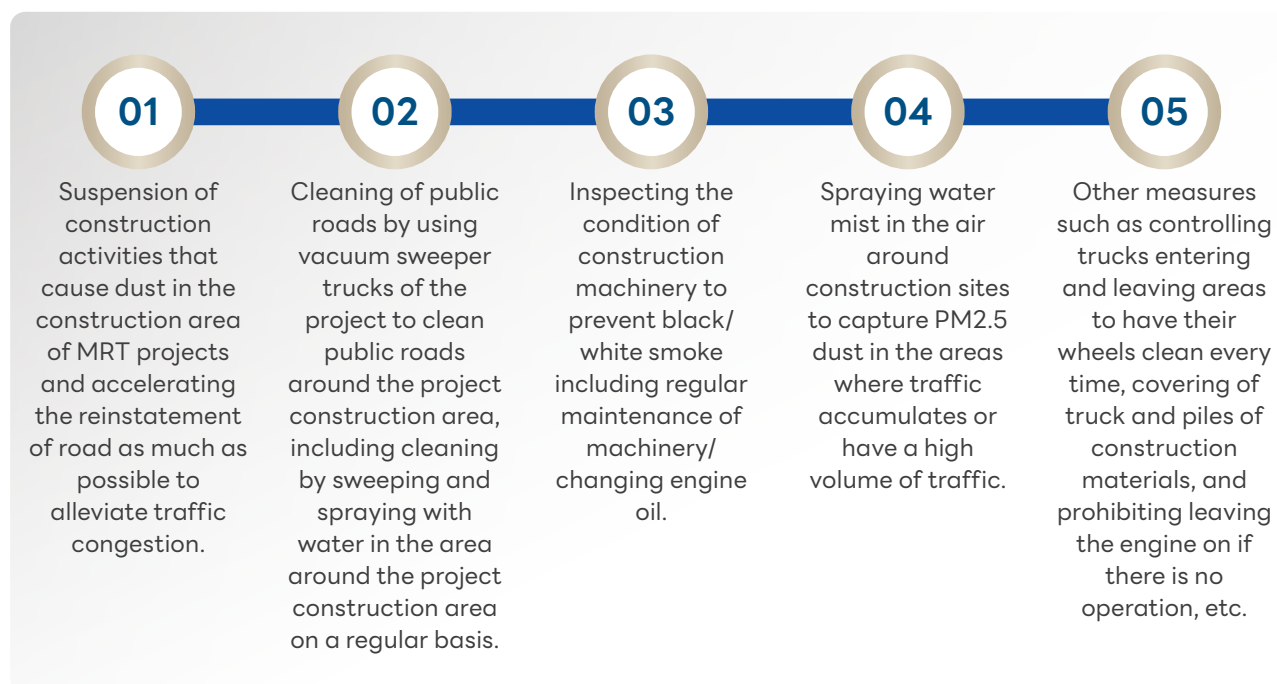 01
Suspension of
construction
activities that
cause dust in the
construction area
of MRT projects
and accelerating
the reinstatement
of road as much as
possible to
alleviate traffic
congestion.
02
Cleaning of public
roads by using
vacuum sweeper
trucks of the
project to clean
public roads
around the project
construction area,
including cleaning
by sweeping and
spraying with
water in the area
around the project
construction area
on a regular basis.
03
Inspecting the
condition of
construction
machinery to
prevent black/
white smoke
including regular
maintenance of
machinery/
changing engine
oil.
04
Spraying water
mist in the air
around
construction sites
to capture PM2.5
dust in the areas
where traffic
accumulates or
have a high
volume of traffic.
05
Other measures
such as controlling
trucks entering
and leaving areas
to have their
wheels clean every
time, covering of
truck and piles of
construction
materials, and
prohibiting leaving
the engine on if
there is no
operation, etc.